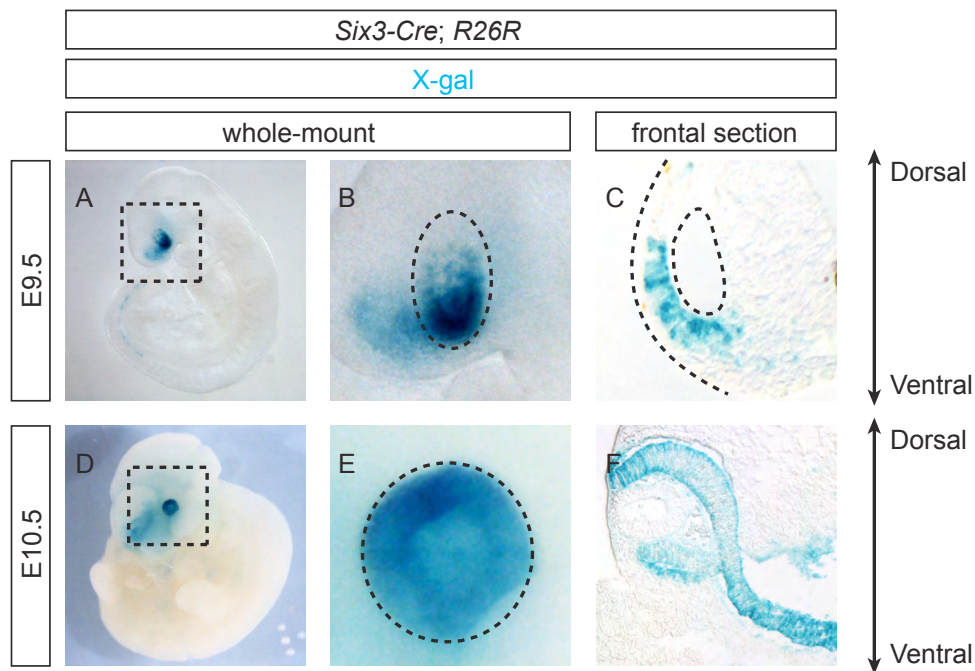 Six3-Cre; R26R
X-gal
whole-mount
frontal section
E9.5
A
B
C
Dorsal
Ventral
E10.5
D
E
F
Dorsal
Ventral